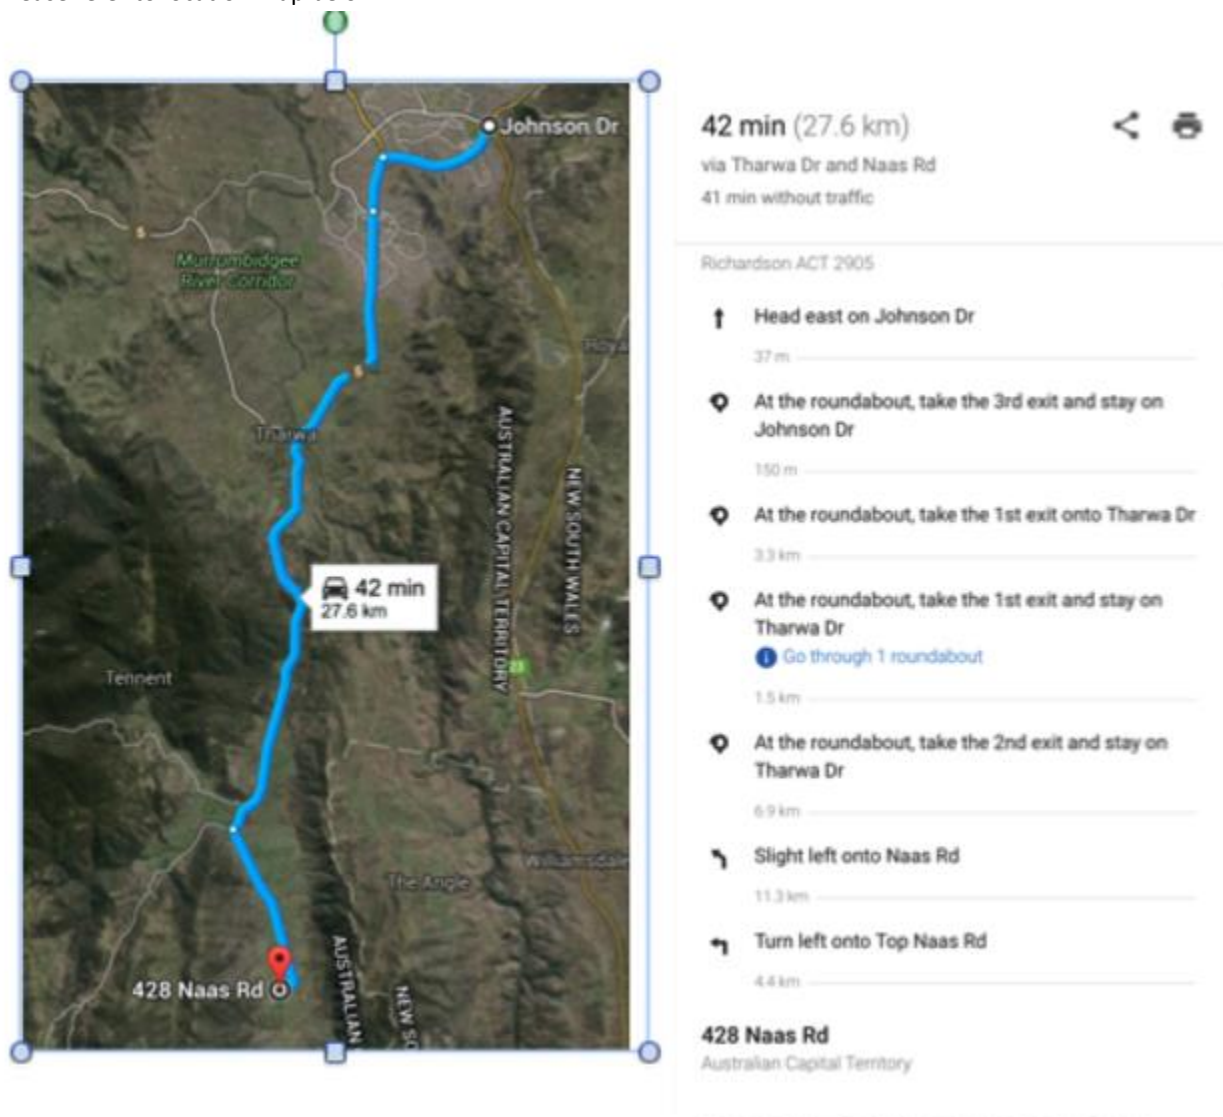 Johnson Dr
Murrumbidgee
River Corridor
Tharwa
AUSTRALIAN CAPITAL TERRITORY
NEW SOUTH WALES
42 min
27.6 km
23
Tennent
Williamsdale
The Angle
428 Naas Rd
AUSTRALIAN
NEW SO
42 min (27.6 km)
via Tharwa Dr and Naas Rd
41 min without traffic
Richardson ACT 2905
Head east on Johnson Dr
37 m
At the roundabout, take the 3rd exit and stay on
Johnson Dr
150 m
At the roundabout, take the 1st exit onto Tharwa Dr
3.3 km
At the roundabout, take the 1st exit and stay on
Tharwa Dr
Go through 1 roundabout
1.5 km
At the roundabout, take the 2nd exit and stay on
Tharwa Dr
6.9 km
Slight left onto Naas Rd
11.3 km
Turn left onto Top Naas Rd
4.4 km
428 Naas Rd
Australian Capital Territory